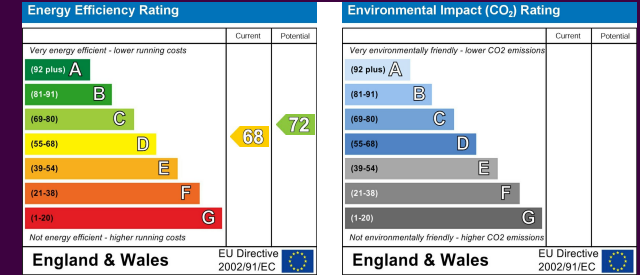 Energy Efficiency Rating
Current Potential
Very energy efficient - lower running costs
(92 plus) A
(81-91) B
(69-80) C
(55-68) D
(39-54) E
(21-38) F
(1-20) G
68
72
Not energy efficient - higher running costs
England & Wales
EU Directive
2002/91/EC
Environmental Impact (CO2) Rating
Current Potential
Very environmentally friendly - lower CO2 emissions
(92 plus) A
(81-91) B
(69-80) C
(55-68) D
(39-54) E
(21-38) F
(1-20) G
Not environmentally friendly - higher CO2 emissions
England & Wales
EU Directive
2002/91/EC